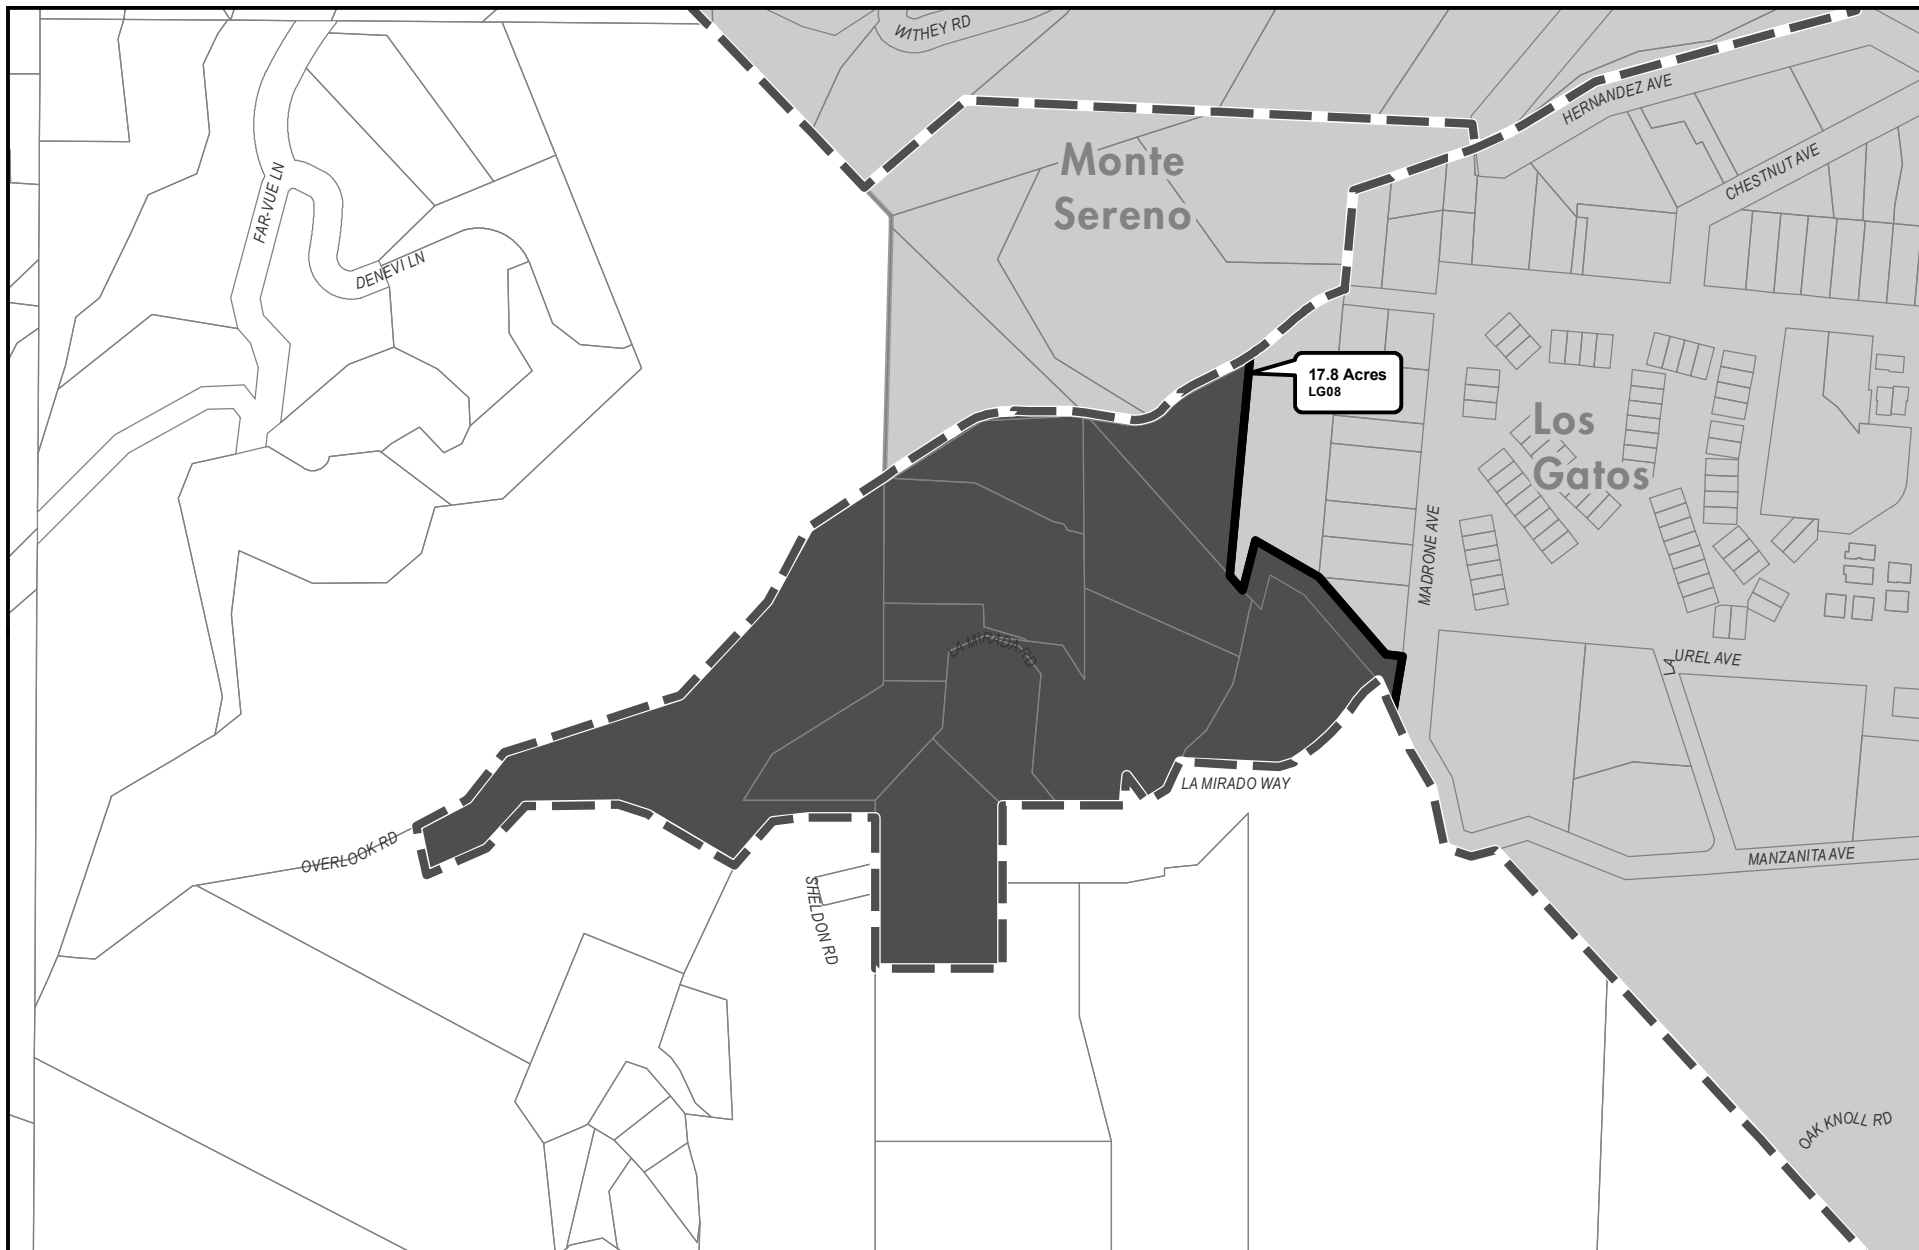 WITHEY RD
HERNANDEZ AVE
Monte
Sereno
CHESTNUT AVE
FAR-VUE LN
DENEVI LN
17.8 Acres
LG08
Los
Gatos
MADRONE AVE
LA MIRADA RD
LAUREL AVE
LA MIRADO WAY
OVERLOOK RD
MANZANITA AVE
SHELDON RD
OAK KNOLL RD